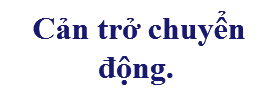 Cản trở chuyển
động.